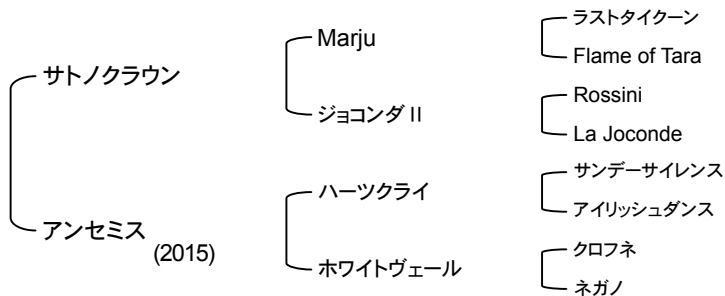 サトノクラウン
アンセミス
(2015)
Marju
ジョコンダⅡ
ハーツクライ
ホワイトヴェール
ラストタイクーン
Flame of Tara
Rossini
La Joconde
サンデーサイレンス
アイリッシュダンス
クロフネ
ネガノ